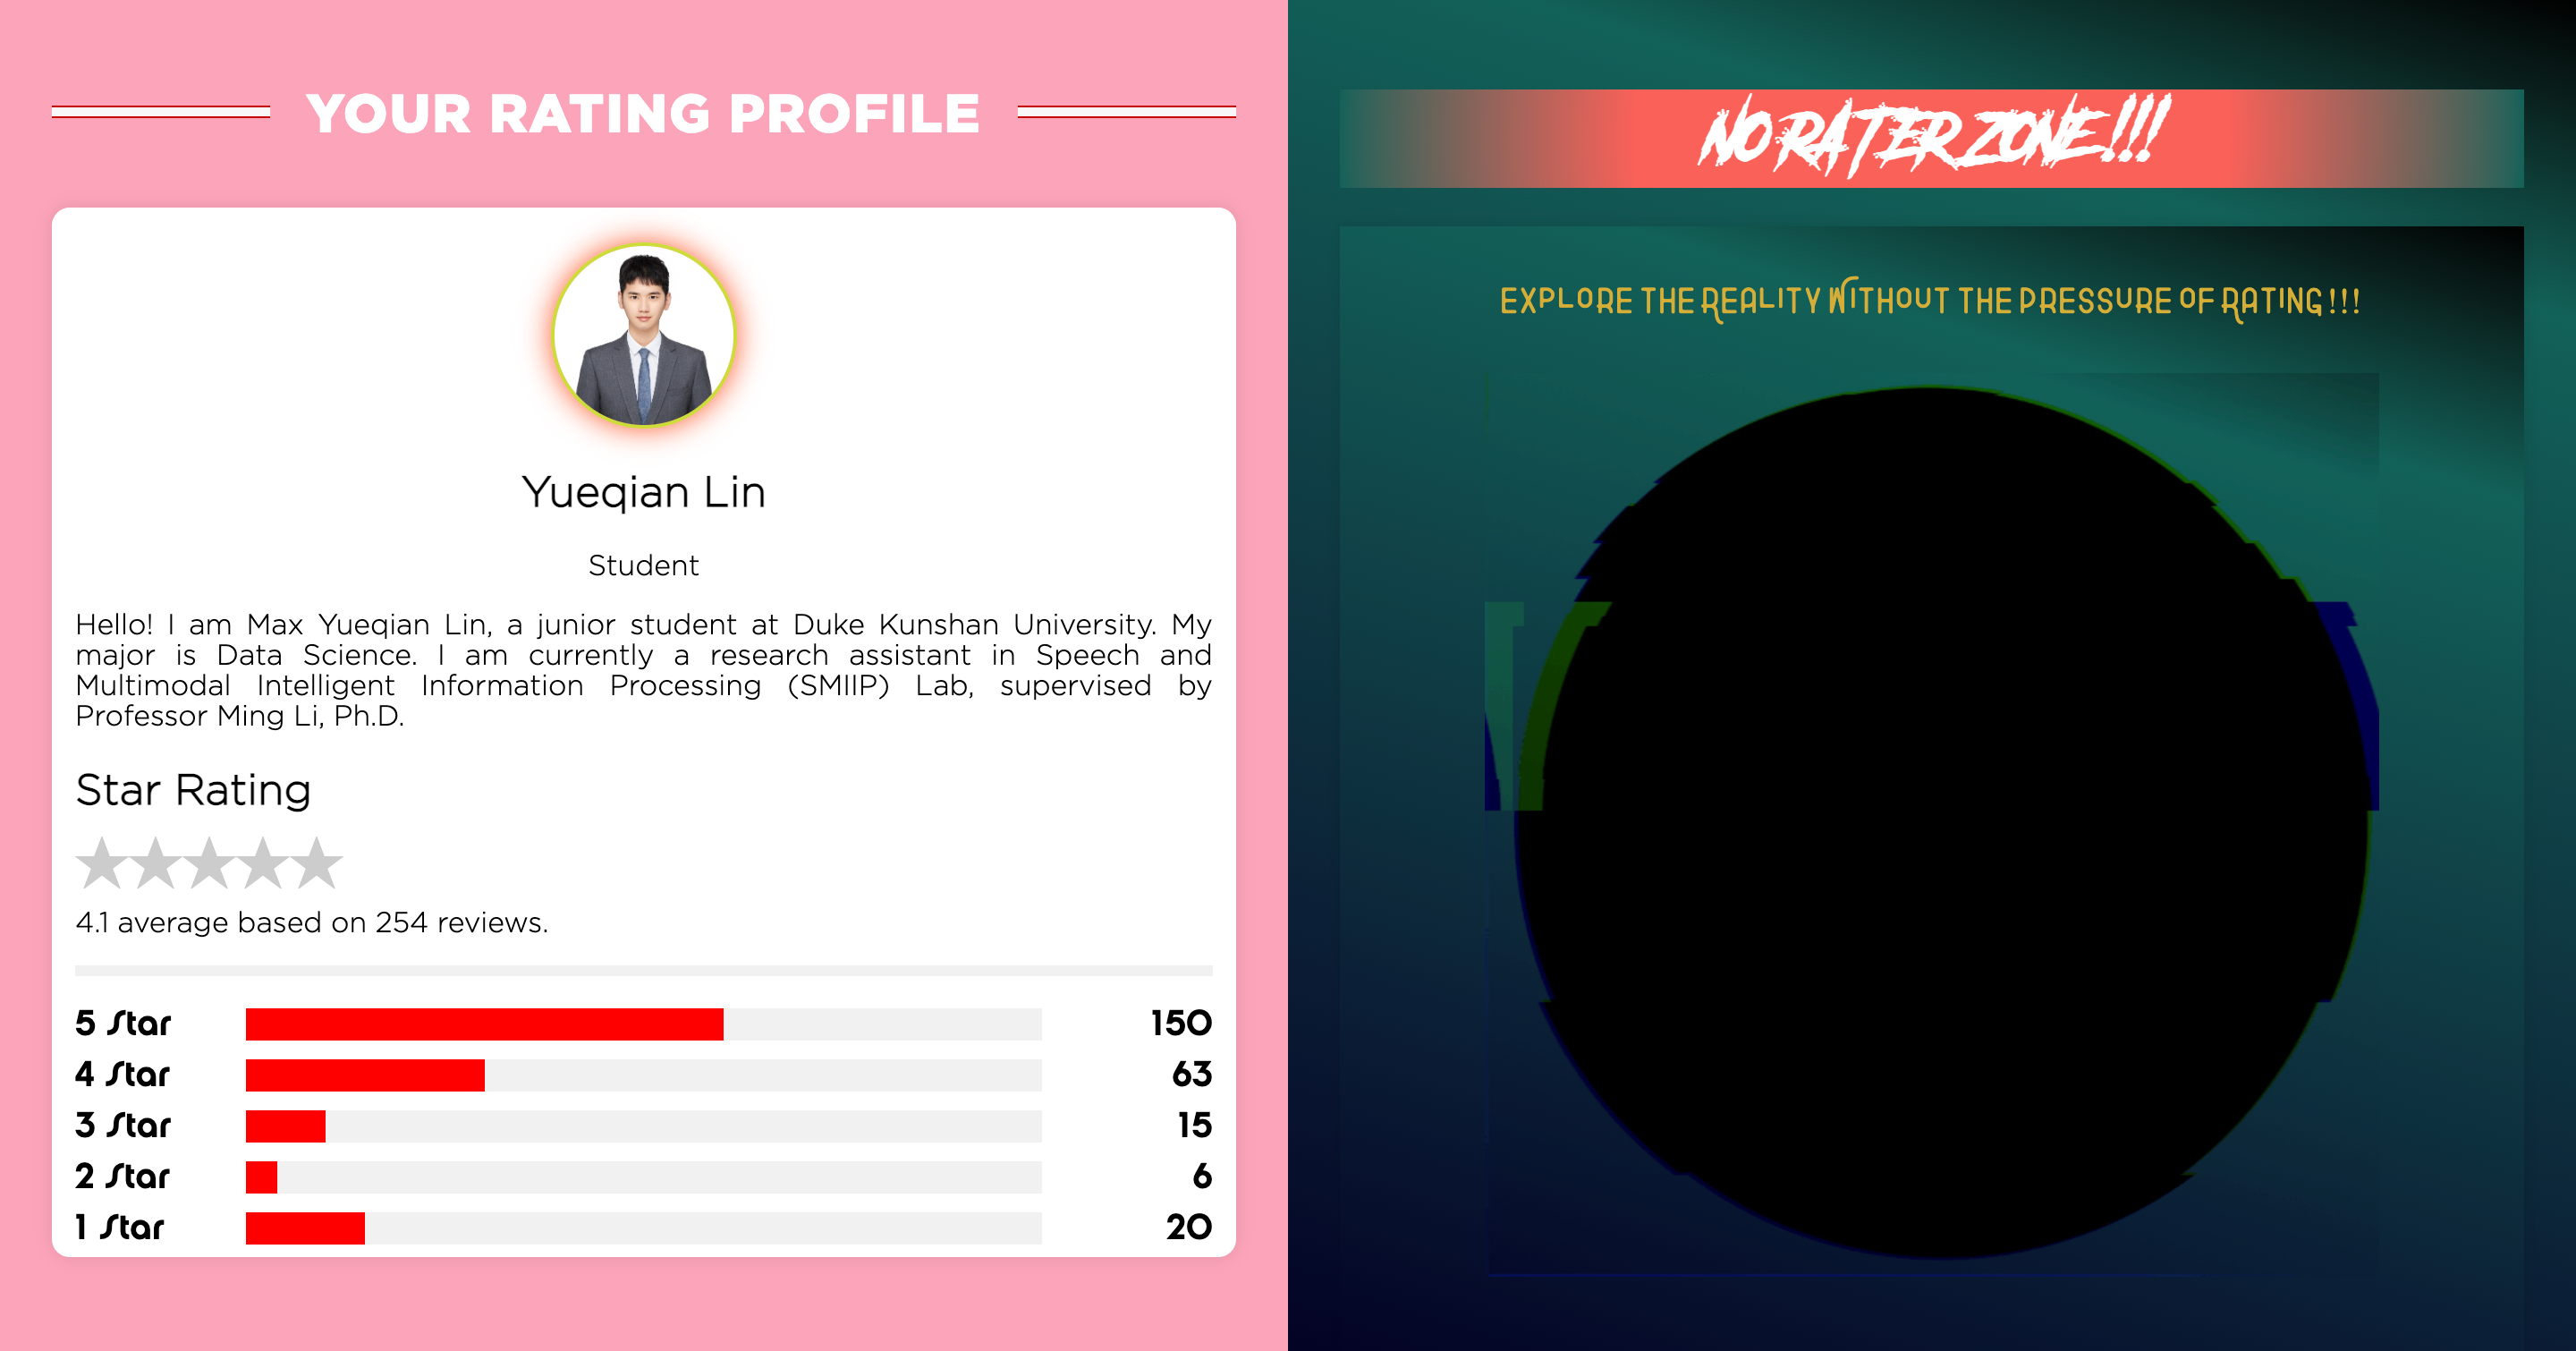 YOUR RATING PROFILE
Yueqian Lin
Student
Hello! I am Max Yueqian Lin, a junior student at Duke Kunshan University. My
major is Data Science. I am currently a research assistant in Speech and
Multimodal Intelligent Information Processing (SMIIP) Lab, supervised by
Professor Ming Li, Ph.D.
Star Rating
4.1 average based on 254 reviews.
5 Star 150
4 Star 63
3 Star 15
2 Star 6
1 Star 20
NO RATER ZONE!!!
EXPLORE THE REALITY WITHOUT THE PRESSURE OF RATING!!!